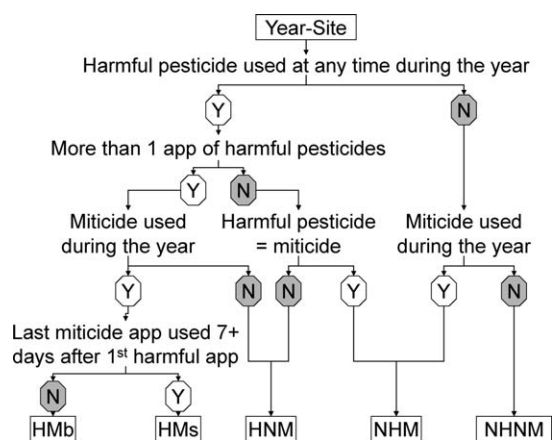 Year-Site
Harmful pesticide used at any time during the year
Y
N
More than 1 app of harmful pesticides
Y
N
Miticide used
during the year
Harmful pesticide
= miticide
Miticide used
during the year
Y
N
N
Y
Y
N
Last miticide app used 7+
days after 1st harmful app
N
Y
HMb
HMs
HNM
NHM
NHNM